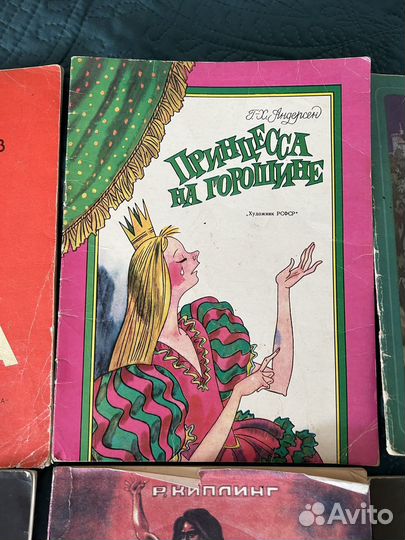 Г.-Х. Андерсен
ПРИНЦЕССА
НА ГОРОШИНЕ
„Художник РСФСР"
В
А
Р. КИПЛИНГ
Avito